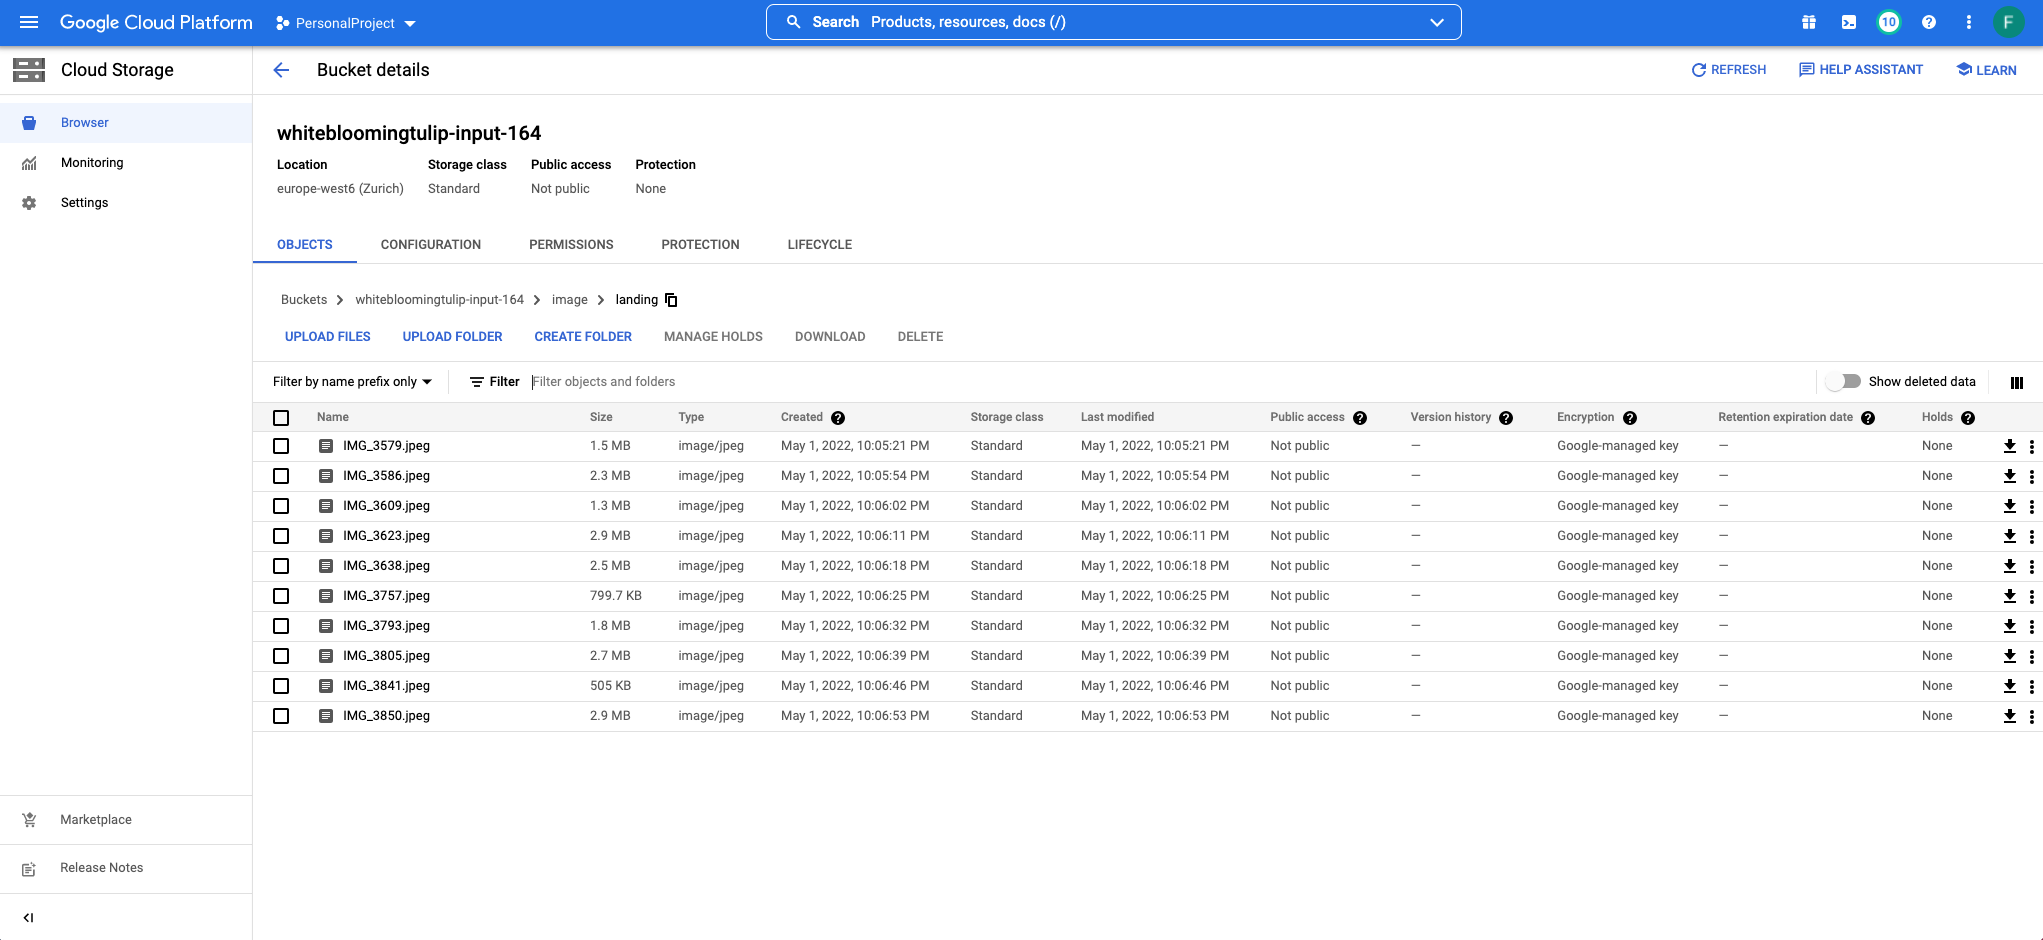 Google Cloud Platform PersonalProject Search Products, resources, docs (/) 10 F
Cloud Storage Bucket details REFRESH HELP ASSISTANT LEARN
Browser
Monitoring
Settings
whitebloomingtulip-input-164
Location Storage class Public access Protection
europe-west6 (Zurich) Standard Not public None
OBJECTS CONFIGURATION PERMISSIONS PROTECTION LIFECYCLE
Buckets > whitebloomingtulip-input-164 > image > landing
UPLOAD FILES UPLOAD FOLDER CREATE FOLDER MANAGE HOLDS DOWNLOAD DELETE
Filter by name prefix only Filter Filter objects and folders Show deleted data
Name Size Type Created Storage class Last modified Public access Version history Encryption Retention expiration date Holds
IMG_3579.jpeg 1.5 MB image/jpeg May 1, 2022, 10:05:21 PM Standard May 1, 2022, 10:05:21 PM Not public — Google-managed key — None
IMG_3586.jpeg 2.3 MB image/jpeg May 1, 2022, 10:05:54 PM Standard May 1, 2022, 10:05:54 PM Not public — Google-managed key — None
IMG_3609.jpeg 1.3 MB image/jpeg May 1, 2022, 10:06:02 PM Standard May 1, 2022, 10:06:02 PM Not public — Google-managed key — None
IMG_3623.jpeg 2.9 MB image/jpeg May 1, 2022, 10:06:11 PM Standard May 1, 2022, 10:06:11 PM Not public — Google-managed key — None
IMG_3638.jpeg 2.5 MB image/jpeg May 1, 2022, 10:06:18 PM Standard May 1, 2022, 10:06:18 PM Not public — Google-managed key — None
IMG_3757.jpeg 799.7 KB image/jpeg May 1, 2022, 10:06:25 PM Standard May 1, 2022, 10:06:25 PM Not public — Google-managed key — None
IMG_3793.jpeg 1.8 MB image/jpeg May 1, 2022, 10:06:32 PM Standard May 1, 2022, 10:06:32 PM Not public — Google-managed key — None
IMG_3805.jpeg 2.7 MB image/jpeg May 1, 2022, 10:06:39 PM Standard May 1, 2022, 10:06:39 PM Not public — Google-managed key — None
IMG_3841.jpeg 505 KB image/jpeg May 1, 2022, 10:06:46 PM Standard May 1, 2022, 10:06:46 PM Not public — Google-managed key — None
IMG_3850.jpeg 2.9 MB image/jpeg May 1, 2022, 10:06:53 PM Standard May 1, 2022, 10:06:53 PM Not public — Google-managed key — None
Marketplace
Release Notes